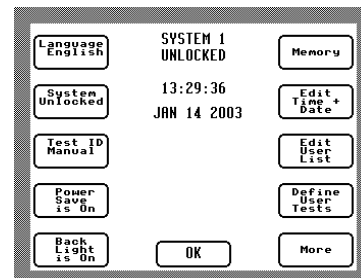 Language
English
System
Unlocked
Test ID
Manual
Power
Save
is On
Back
Light
is On
SYSTEM 1
UNLOCKED
13:29:36
JAN 14 2003
OK
Memory
Edit
Time +
Date
Edit
User
List
Define
User
Tests
More